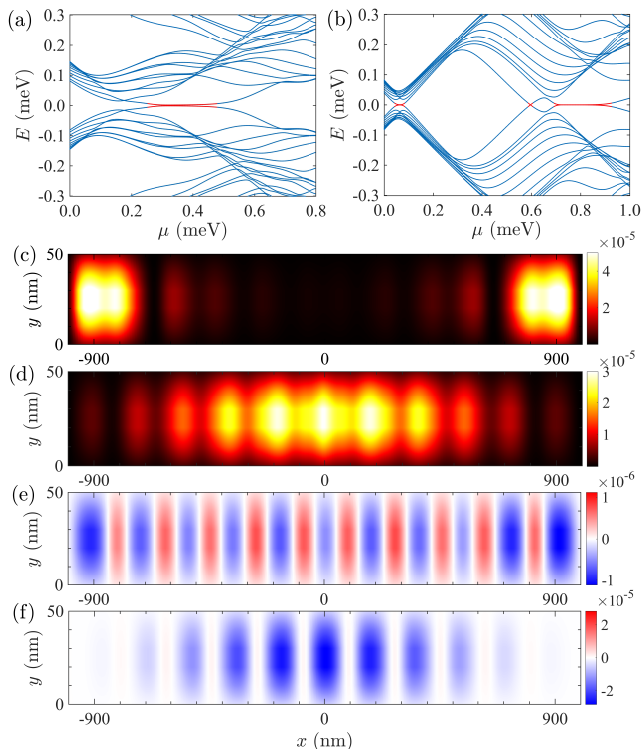 (a) (b)
0.3 0.3
0.2 0.2
0.1 0.1
0.0 0.0
-0.1 -0.1
-0.2 -0.2
-0.3 -0.3
E (meV) E (meV)
0.0 0.2 0.4 0.6 0.8 0.0 0.2 0.4 0.6 0.8 1.0
μ (meV) μ (meV)
(c) 50 ×10⁻⁵
y (nm) 4
2
0
-900 0 900
(d) 50 3 ×10⁻⁵
y (nm) 2
1
0
-900 0 900
(e) 50 1 ×10⁻⁶
y (nm) 0
0 -1
-900 0 900
(f) 50 ×10⁻⁵
2
y (nm) 0
-2
0
-900 0 900
x (nm)